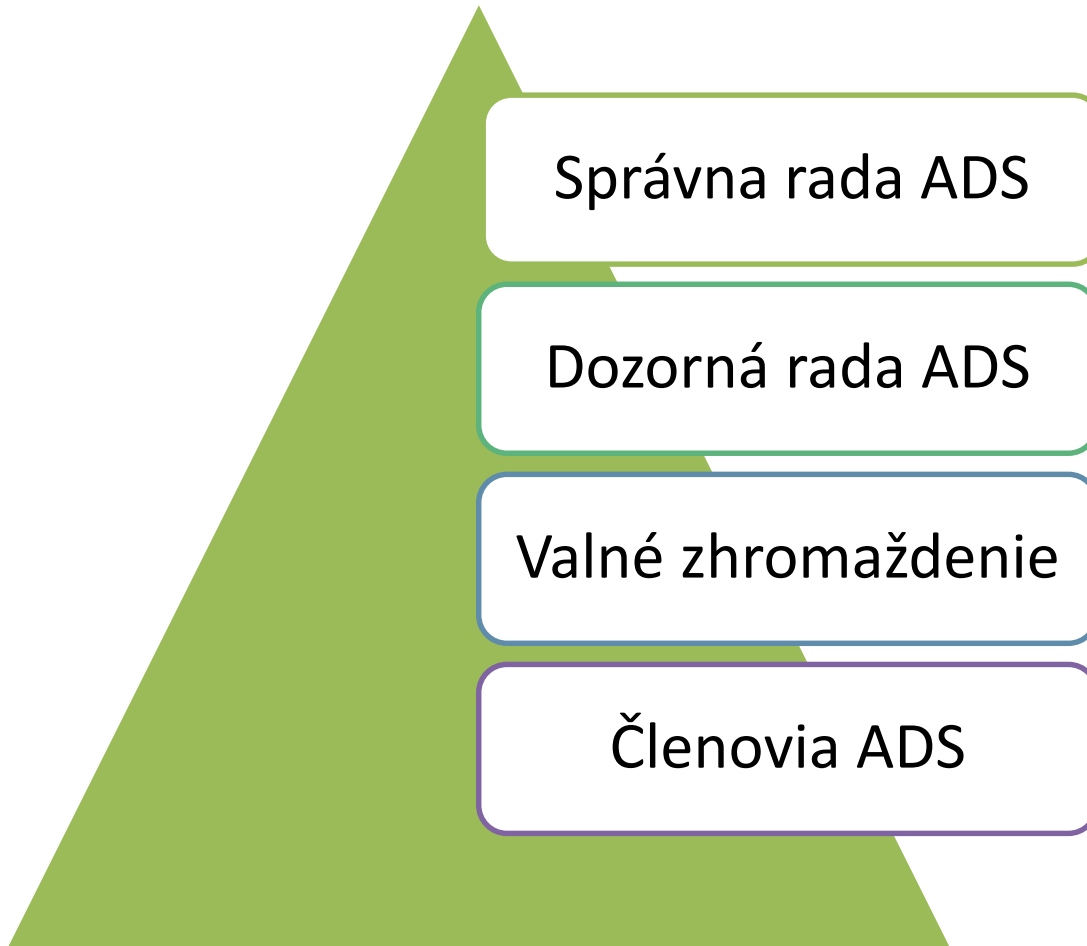 Správna rada ADS
Dozorná rada ADS
Valné zhromaždenie
Členovia ADS